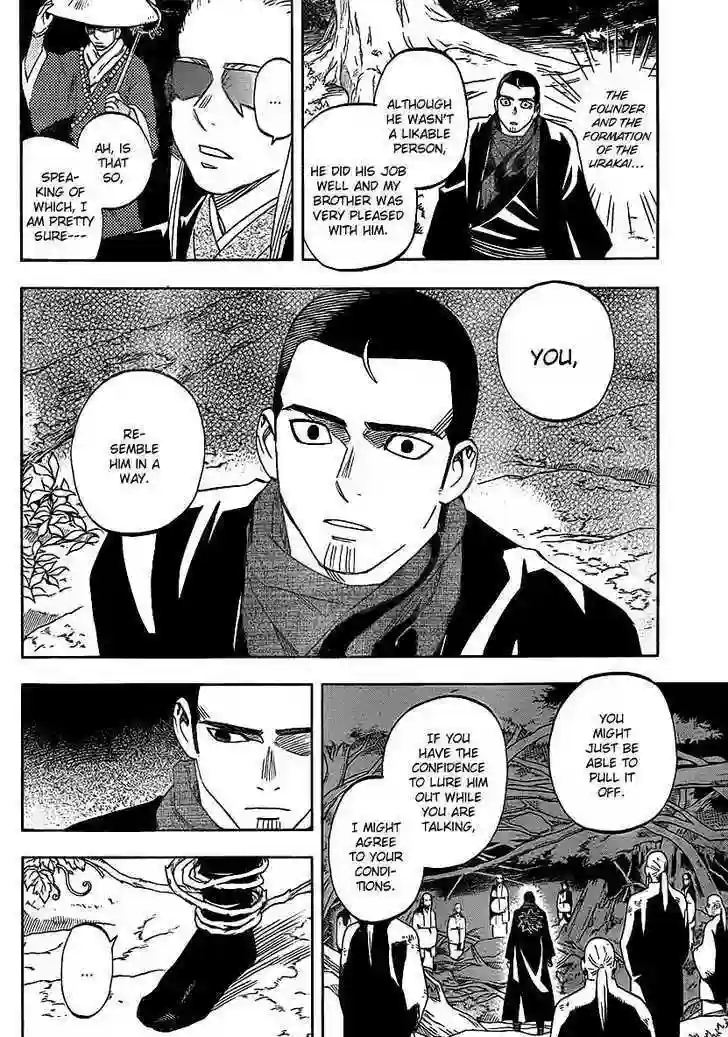 THE
FOUNDER
AND THE
FORMATION
OF THE
URAKAI...
ALTHOUGH
HE WASN'T
A LIKABLE
PERSON,
HE DID HIS JOB
WELL AND MY
BROTHER WAS
VERY PLEASED
WITH HIM.
...
AH, IS
THAT
SO,
SPEA-
KING OF
WHICH, I
AM PRETTY
SURE---
YOU,
RE-
SEMBLE
HIM IN A
WAY.
YOU
MIGHT
JUST BE
ABLE TO
PULL IT
OFF.
IF YOU
HAVE THE
CONFIDENCE
TO LURE HIM
OUT WHILE
YOU ARE
TALKING,
I MIGHT
AGREE
TO YOUR
CONDI-
TIONS.
...